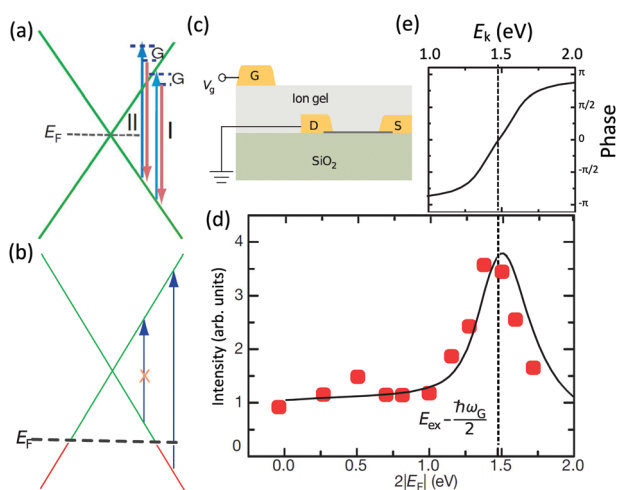 (a)
G
G
E_F
II
I
(b)
X
E_F
(c)
G
V_g
Ion gel
D
S
SiO₂
(e)
E_k (eV)
1.0 1.5 2.0
π
π/2
0
-π/2
-π
Phase
(d)
4
3
2
1
0
Intensity (arb. units)
E_ex - ħω_G/2
0.0 0.5 1.0 1.5 2.0
2|E_F| (eV)